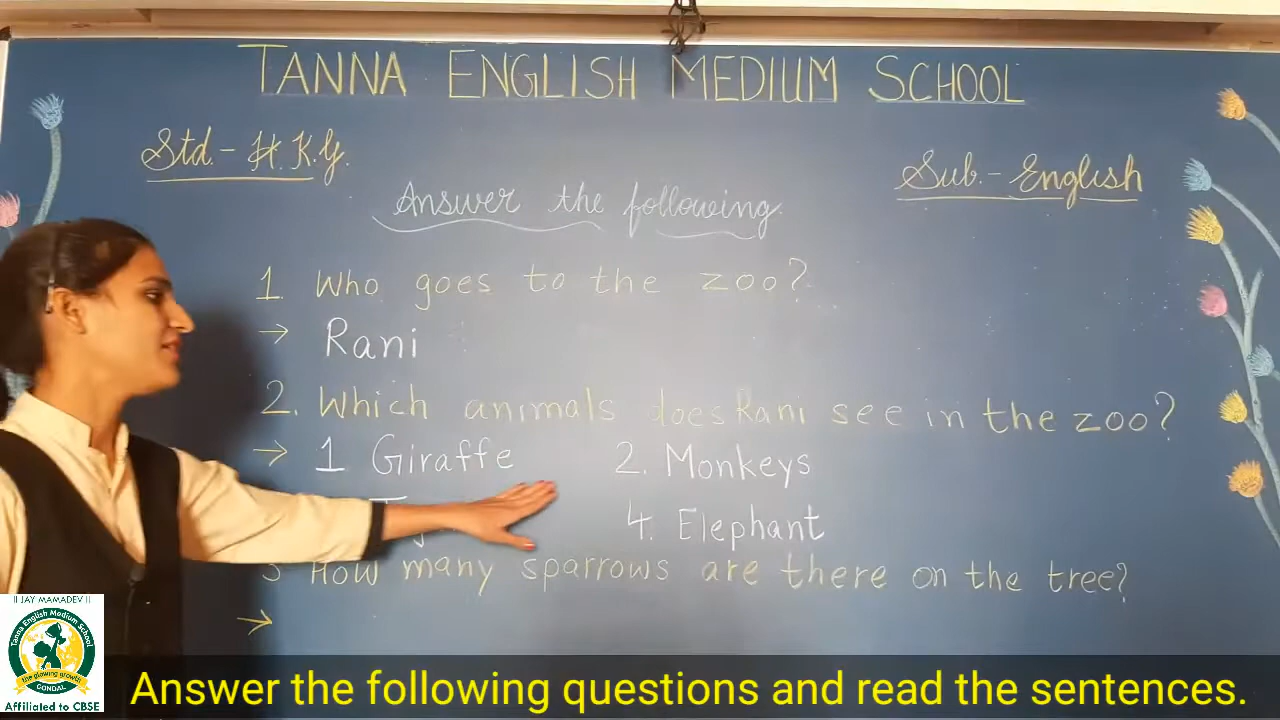 TANNA ENGLISH MEDIUM SCHOOL
Std.- H.K.G.
Sub.- English
Answer the following
1. Who goes to the zoo?
→ Rani
2. Which animals does Rani see in the zoo?
→ 1 Giraffe 2. Monkeys
4. Elephant
3 How many sparrows are there on the tree?
→
II JAY MAMADEV II
Tanna English Medium School
the glowing growth
GONDAL
Affiliated to CBSE
Answer the following questions and read the sentences.